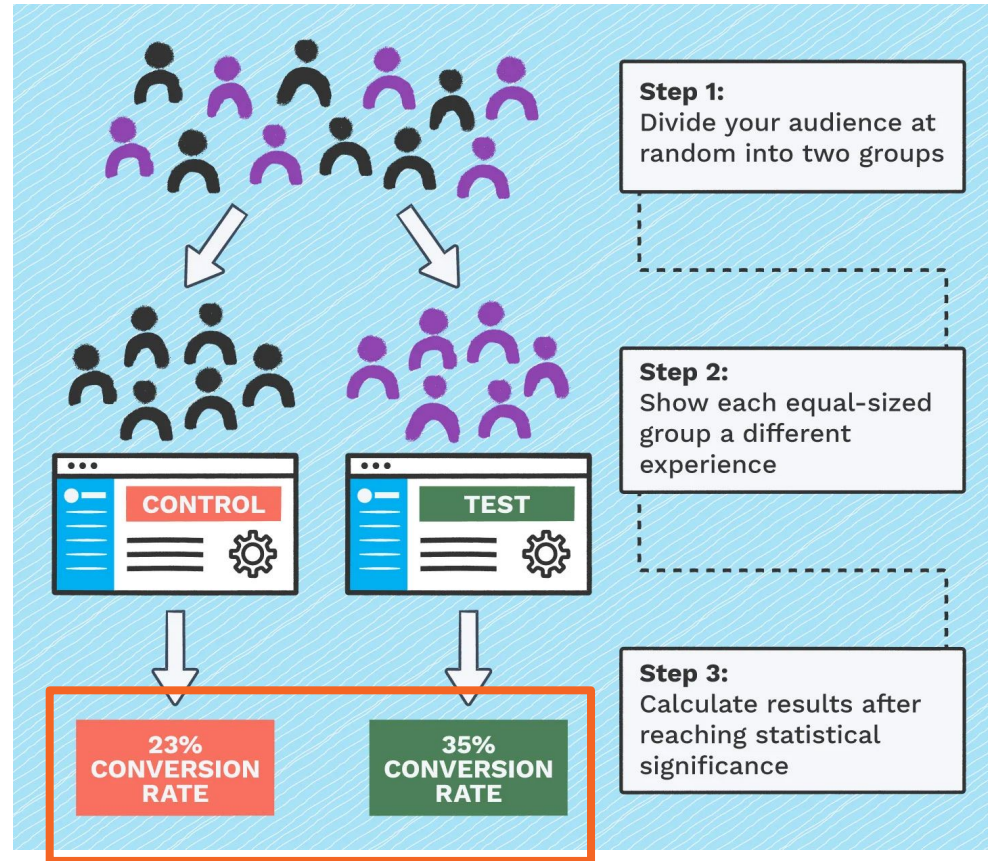 Step 1:
Divide your audience at
random into two groups
Step 2:
Show each equal-sized
group a different
experience
CONTROL
TEST
Step 3:
Calculate results after
reaching statistical
significance
23%
CONVERSION
RATE
35%
CONVERSION
RATE